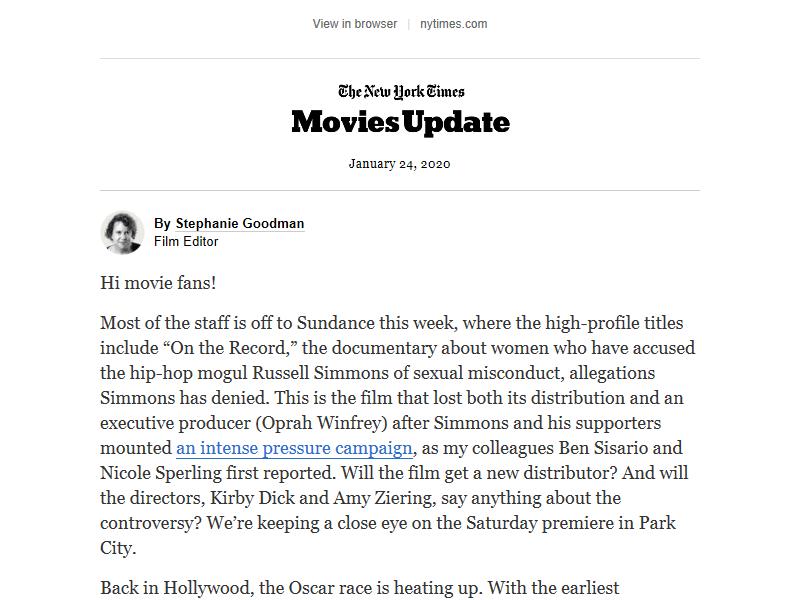 View in browser | nytimes.com
The New York Times
Movies Update
January 24, 2020
By Stephanie Goodman
Film Editor
Hi movie fans!
Most of the staff is off to Sundance this week, where the high-profile titles
include “On the Record,” the documentary about women who have accused
the hip-hop mogul Russell Simmons of sexual misconduct, allegations
Simmons has denied. This is the film that lost both its distribution and an
executive producer (Oprah Winfrey) after Simmons and his supporters
mounted an intense pressure campaign, as my colleagues Ben Sisario and
Nicole Sperling first reported. Will the film get a new distributor? And will
the directors, Kirby Dick and Amy Ziering, say anything about the
controversy? We’re keeping a close eye on the Saturday premiere in Park
City.
Back in Hollywood, the Oscar race is heating up. With the earliest